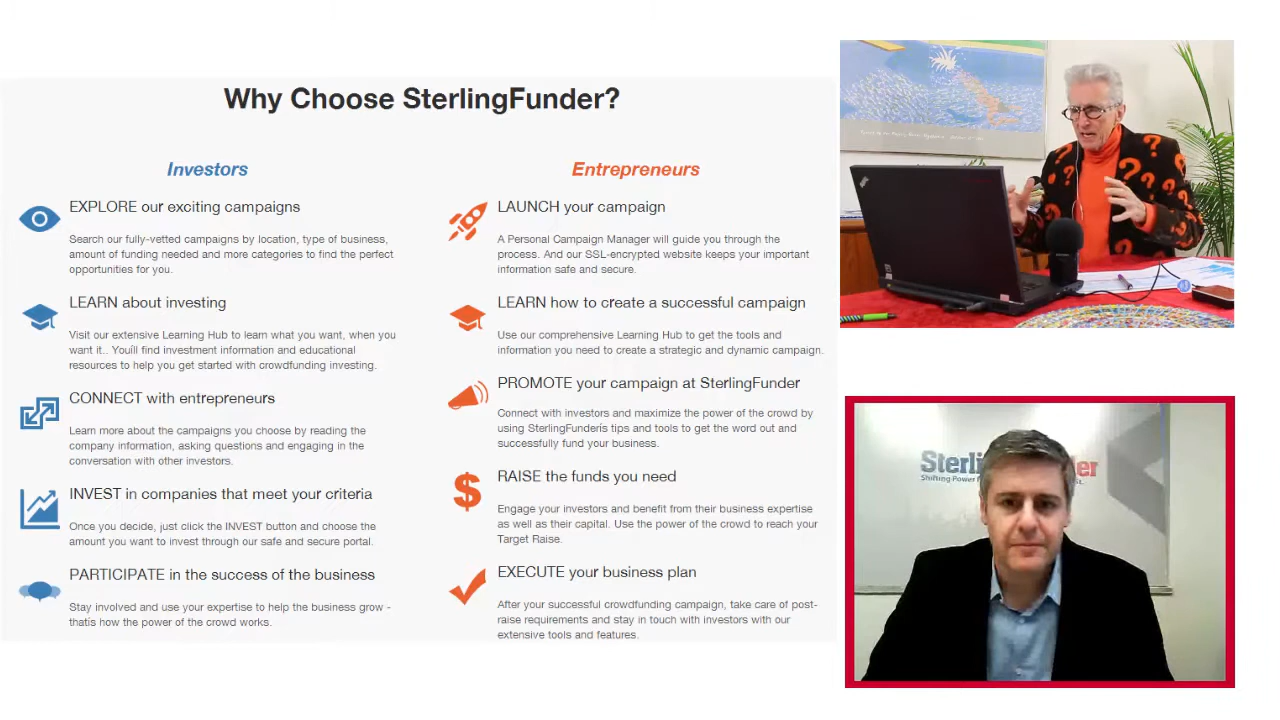 Why Choose SterlingFunder?
Investors
EXPLORE our exciting campaigns
Search our fully-vetted campaigns by location, type of business,
amount of funding needed and more categories to find the perfect
opportunities for you.
LEARN about investing
Visit our extensive Learning Hub to learn what you want, when you
want it.. Youíll find investment information and educational
resources to help you get started with crowdfunding investing.
CONNECT with entrepreneurs
Learn more about the campaigns you choose by reading the
company information, asking questions and engaging in the
conversation with other investors.
INVEST in companies that meet your criteria
Once you decide, just click the INVEST button and choose the
amount you want to invest through our safe and secure portal.
PARTICIPATE in the success of the business
Stay involved and use your expertise to help the business grow -
thatís how the power of the crowd works.
Entrepreneurs
LAUNCH your campaign
A Personal Campaign Manager will guide you through the
process. And our SSL-encrypted website keeps your important
information safe and secure.
LEARN how to create a successful campaign
Use our comprehensive Learning Hub to get the tools and
information you need to create a strategic and dynamic campaign.
PROMOTE your campaign at SterlingFunder
Connect with investors and maximize the power of the crowd by
using SterlingFunderís tips and tools to get the word out and
successfully fund your business.
RAISE the funds you need
Engage your investors and benefit from their business expertise
as well as their capital. Use the power of the crowd to reach your
Target Raise.
EXECUTE your business plan
After your successful crowdfunding campaign, take care of post-
raise requirements and stay in touch with investors with our
extensive tools and features.
Shifting Power
St.